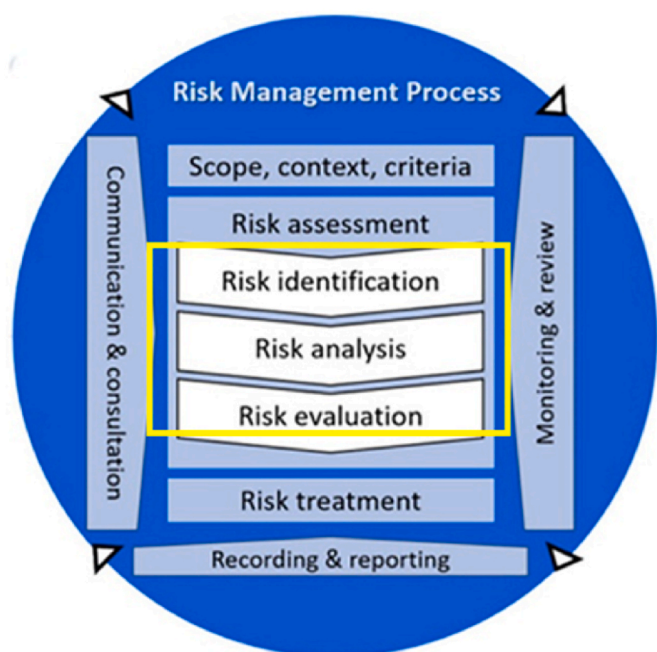 Risk Management Process
Scope, context, criteria
Risk assessment
Risk identification
Risk analysis
Risk evaluation
Risk treatment
Recording & reporting
Communication & consultation
Monitoring & review